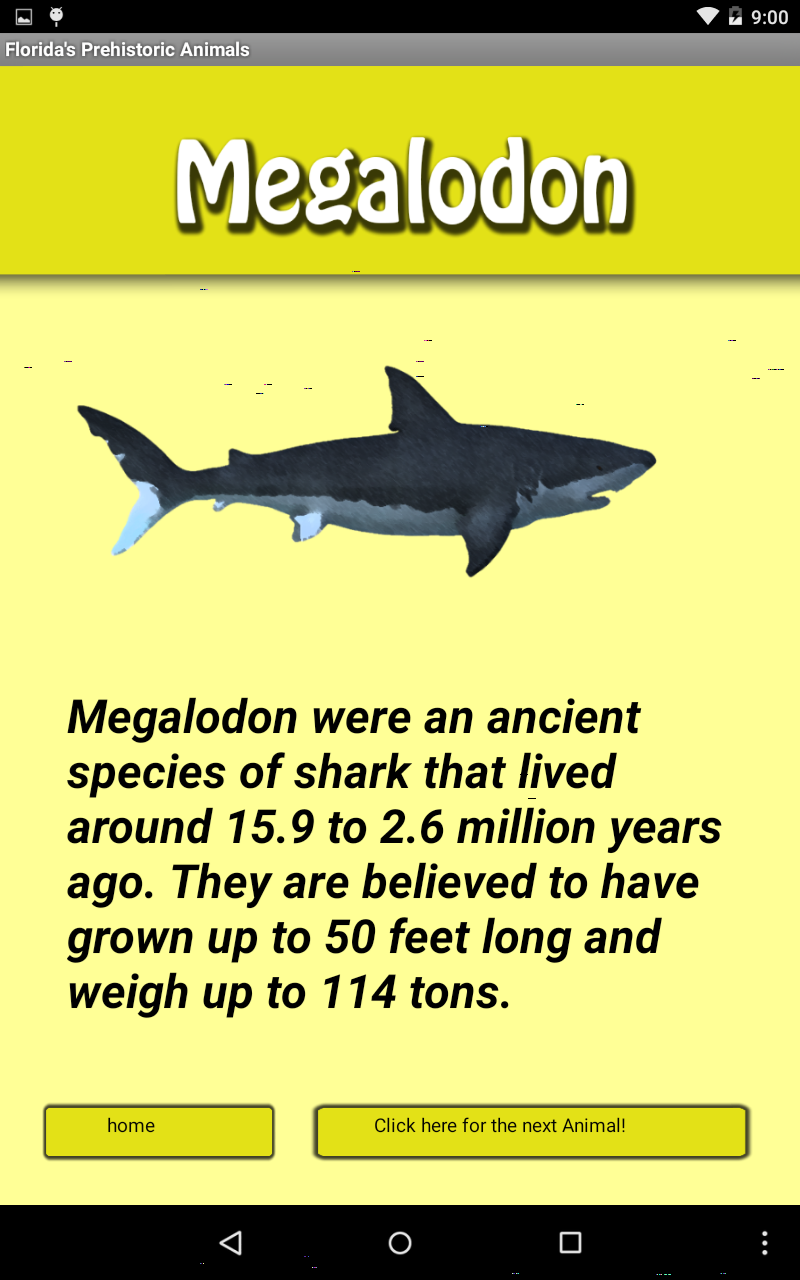 9:00
Florida's Prehistoric Animals
Megalodon
Megalodon were an ancient
species of shark that lived
around 15.9 to 2.6 million years
ago. They are believed to have
grown up to 50 feet long and
weigh up to 114 tons.
home
Click here for the next Animal!